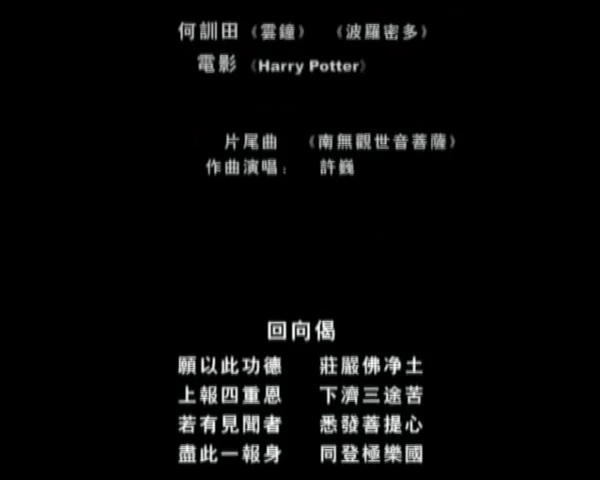 何訓田《雲鐘》 《波羅密多》
電影《Harry Potter》
片尾曲 《南無觀世音菩薩》
作曲演唱： 許巍
回向偈
願以此功德 莊嚴佛净土
上報四重恩 下濟三途苦
若有見聞者 悉發菩提心
盡此一報身 同登極樂國